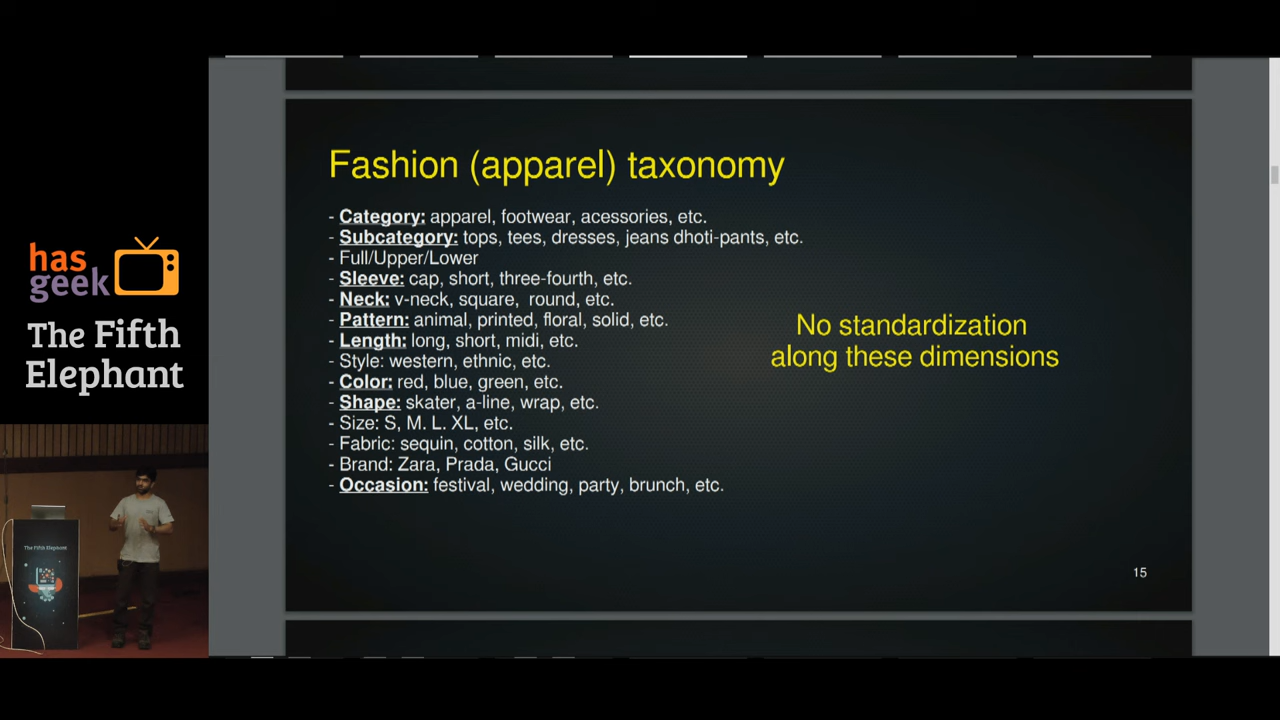 has
geek
The Fifth
Elephant
The Fifth Elephant
Fashion (apparel) taxonomy
- Category: apparel, footwear, acessories, etc.
- Subcategory: tops, tees, dresses, jeans dhoti-pants, etc.
- Full/Upper/Lower
- Sleeve: cap, short, three-fourth, etc.
- Neck: v-neck, square, round, etc.
- Pattern: animal, printed, floral, solid, etc.
- Length: long, short, midi, etc.
- Style: western, ethnic, etc.
- Color: red, blue, green, etc.
- Shape: skater, a-line, wrap, etc.
- Size: S, M. L. XL, etc.
- Fabric: sequin, cotton, silk, etc.
- Brand: Zara, Prada, Gucci
- Occasion: festival, wedding, party, brunch, etc.
No standardization
along these dimensions
15